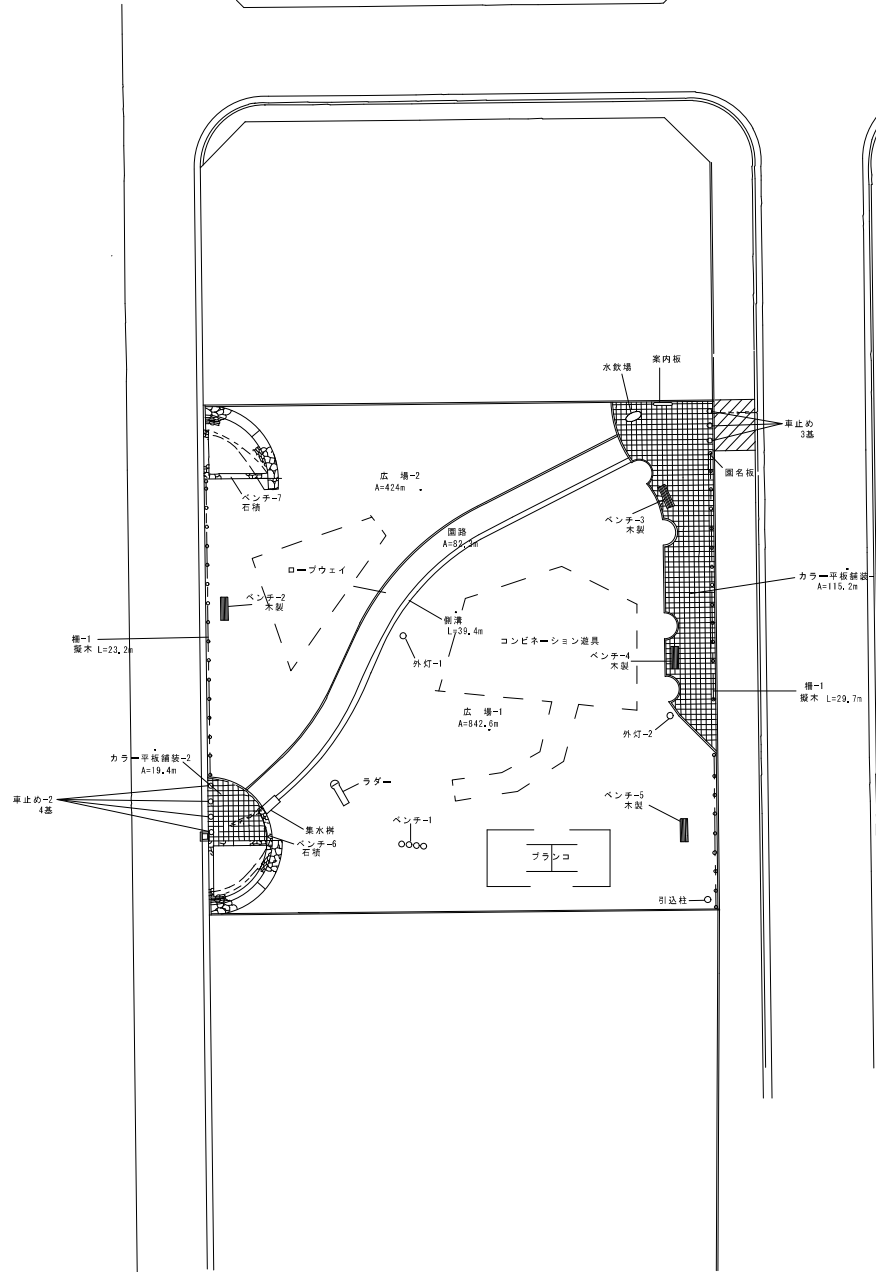 案内板
水飲場
車止め
3基
園名板
広　場-2
A=424m
ベンチ-7
石積
ベンチ-3
木製
園路
A=82.3m
ロープウェイ
カラー平板舗装-
A=115.2m
ベンチ-2
木製
側溝
L=39.4m
柵-1
擬木 L=23.2m
コンビネーション遊具
外灯-1
ベンチ-4
木製
柵-1
擬木 L=29.7m
広　場-1
A=842.6m
外灯-2
カラー平板舗装-2
A=19.4m
ラダー
車止め-2
4基
ベンチ-5
木製
ベンチ-1
集水桝
ベンチ-6
石積
ブランコ
引込柱